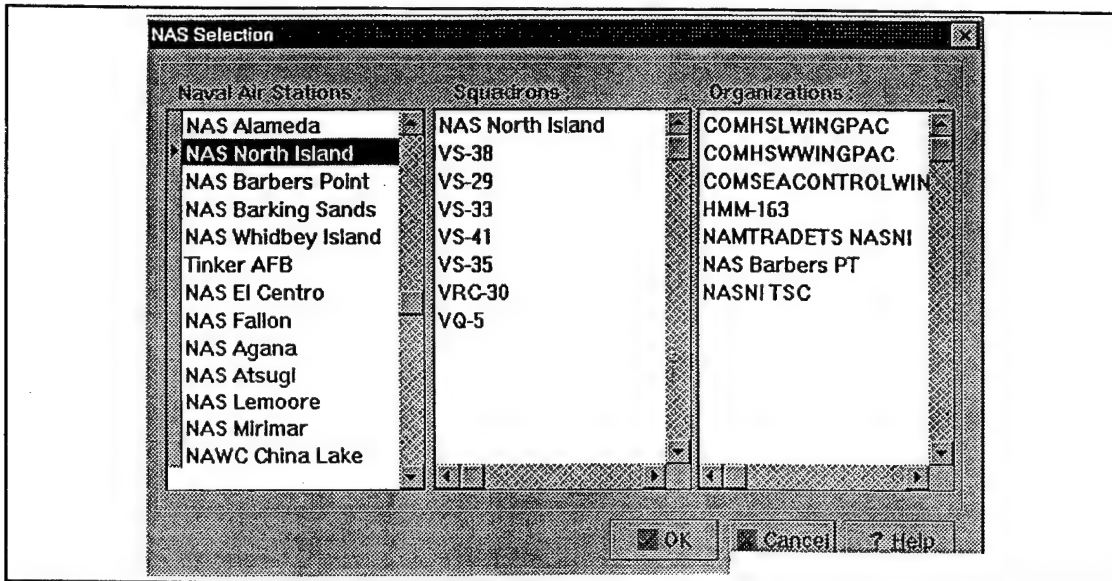 NAS Selection
Naval Air Stations :
NAS Alameda
NAS North Island
NAS Barbers Point
NAS Barking Sands
NAS Whidbey Island
Tinker AFB
NAS El Centro
NAS Fallon
NAS Agana
NAS Atsugi
NAS Lemoore
NAS Mirimar
NAWC China Lake
Squadrons :
NAS North Island
VS-38
VS-29
VS-33
VS-41
VS-35
VRC-30
VQ-5
Organizations :
COMHSLWINGPAC
COMHSWWINGPAC
COMSEACONTROLWIN
HMM-163
NAMTRADETS NASNI
NAS Barbers PT
NASNI TSC
OK
Cancel
? Help